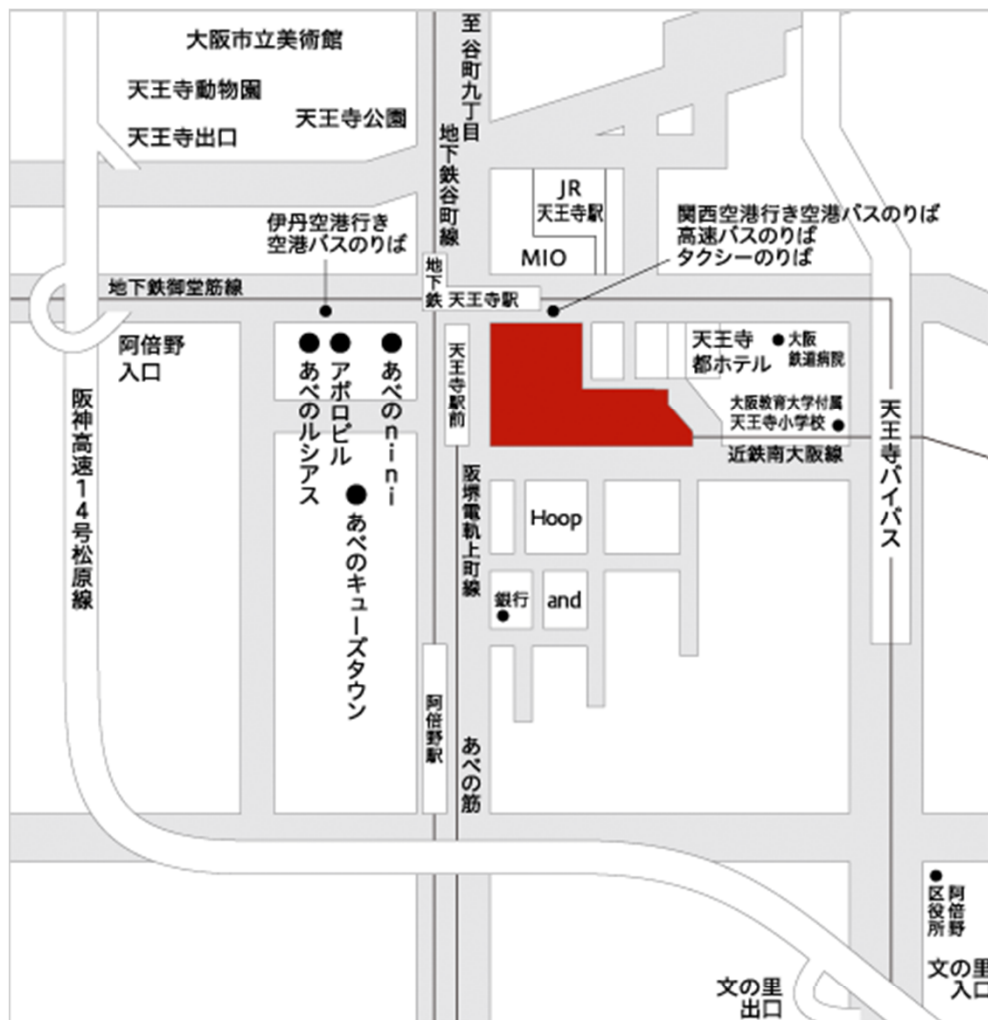 大阪市立美術館
天王寺動物園
天王寺公園
天王寺出口
至 谷町九丁目
地下鉄谷町線
JR
天王寺駅
MIO
伊丹空港行き
空港バスのりば
関西空港行き空港バスのりば
高速バスのりば
タクシーのりば
地下鉄御堂筋線
地下鉄 天王寺駅
阿倍野
入口
あべのルシアス
アポロビル
あべのnini
あべのキューズタウン
天王寺駅前
天王寺
都ホテル
大阪
鉄道病院
大阪教育大学付属
天王寺小学校
近鉄南大阪線
天王寺バイパス
阪神高速14号松原線
阪堺電軌上町線
Hoop
銀行
and
阿倍野駅
あべの筋
阿倍野
区役所
文の里
入口
文の里
出口